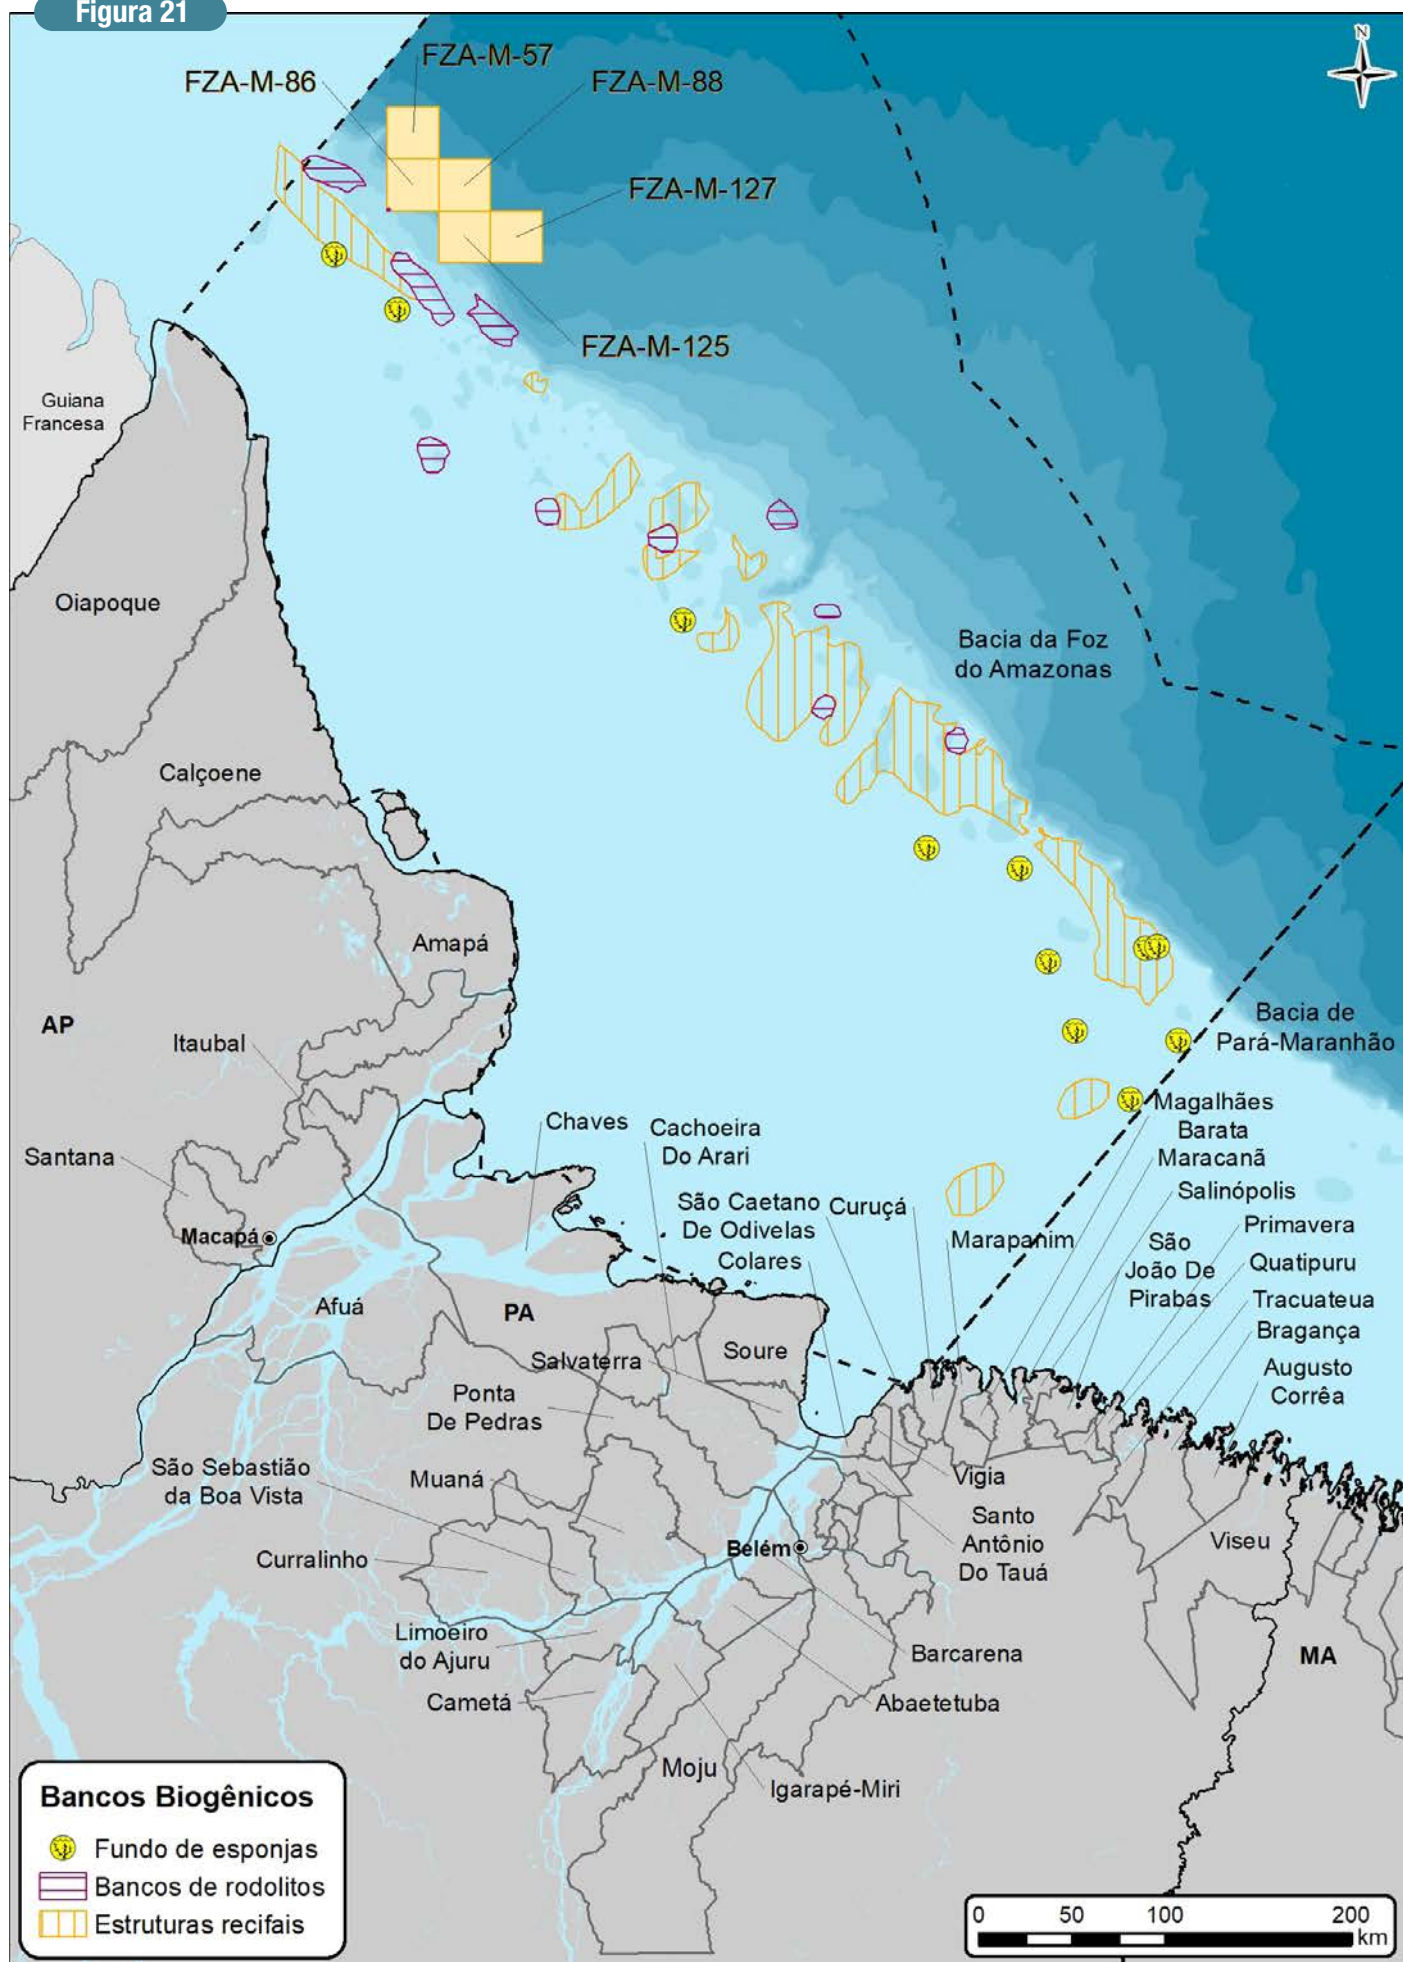 Figura 21
N
FZA-M-57
FZA-M-86
FZA-M-88
FZA-M-127
FZA-M-125
Guiana
Francesa
Oiapoque
Bacia da Foz
do Amazonas
Calçoene
Amapá
AP
Itaubal
Bacia de
Pará-Maranhão
Santana
Chaves
Cachoeira
Do Arari
Magalhães
Barata
Maracanã
São Caetano
De Odivelas
Curuçá
Salinópolis
Macapá
Colares
Marapanim
São
João De
Pirabas
Primavera
Quatipuru
Afuá
PA
Tracuateua
Salvaterra
Soure
Bragança
Ponta
De Pedras
Augusto
Corrêa
São Sebastião
da Boa Vista
Muaná
Vigia
Curralinho
Belém
Santo
Antônio
Do Tauá
Viseu
Limoeiro
do Ajuru
Barcarena
MA
Cametá
Abaetetuba
Moju
Igarapé-Miri
Bancos Biogênicos
Fundo de esponjas
Bancos de rodolitos
Estruturas recifais
0 50 100 200
km